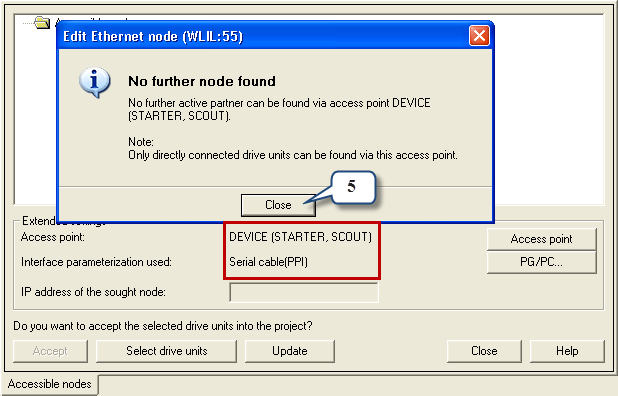 Edit Ethernet node (WLIL:55)
No further node found
No further active partner can be found via access point DEVICE
(STARTER, SCOUT).
Note:
Only directly connected drive units can be found via this access point.
Close
5
Access point:
DEVICE (STARTER, SCOUT)
Access point
Interface parameterization used:
Serial cable(PPI)
PG/PC...
IP address of the sought node:
Do you want to accept the selected drive units into the project?
Accept
Select drive units
Update
Close
Help
Accessible nodes